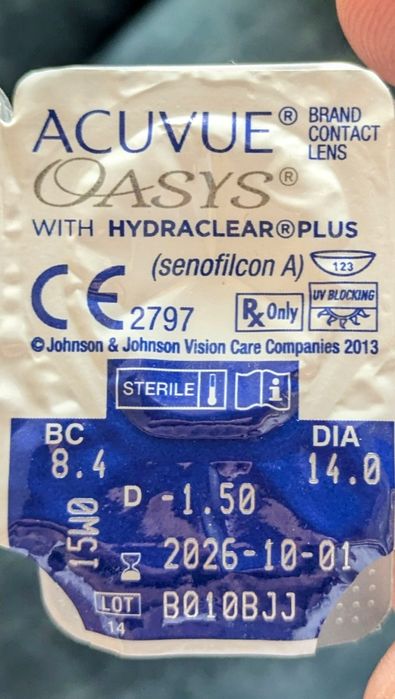 ACUVUE® BRAND
CONTACT
LENS
OASYS®
WITH HYDRACLEAR®PLUS
(senofilcon A) 123
CE 2797 Rx Only UV BLOCKING
© Johnson & Johnson Vision Care Companies 2013
STERILE i
BC DIA
8.4 14.0
D -1.50
15W0
2026-10-01
LOT B010BJJ
14